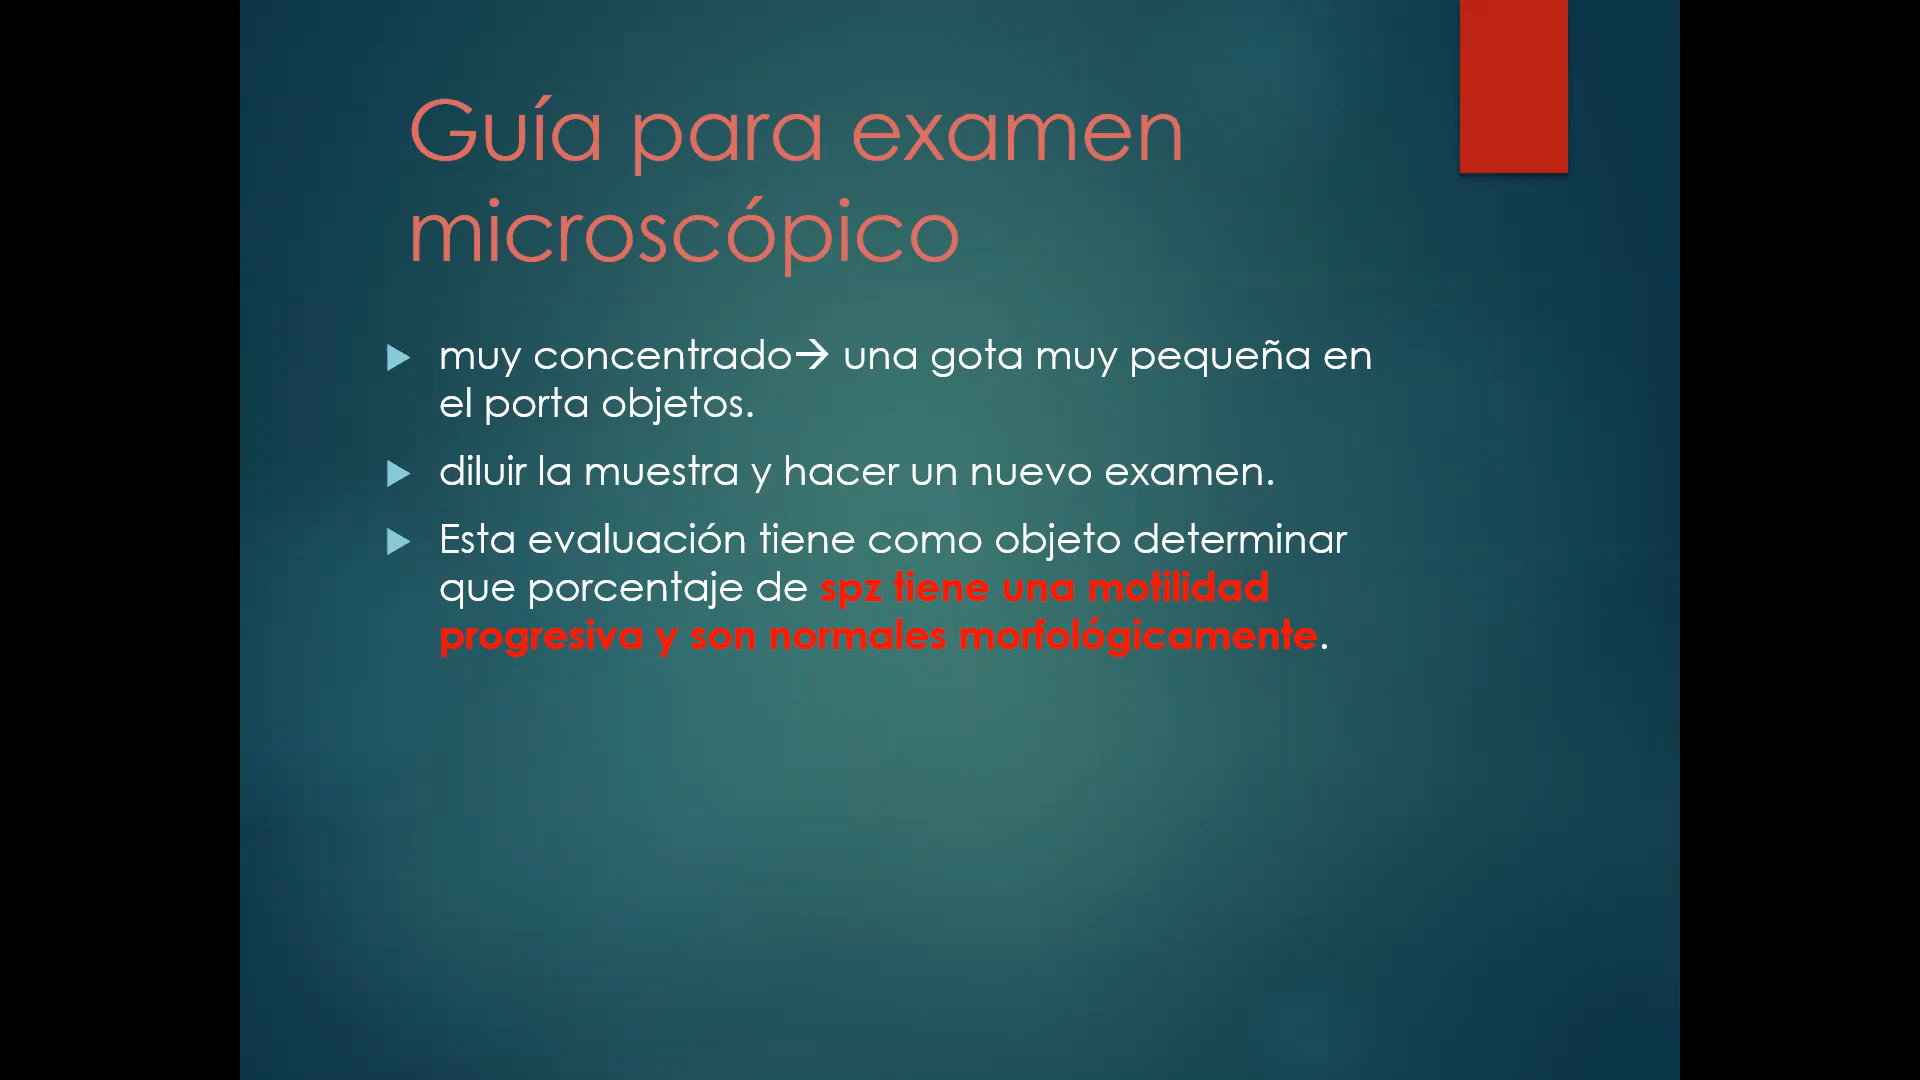 Guía para examen
microscópico
muy concentrado→ una gota muy pequeña en
el porta objetos.
diluir la muestra y hacer un nuevo examen.
Esta evaluación tiene como objeto determinar
que porcentaje de spz tiene una motilidad
progresiva y son normales morfológicamente.